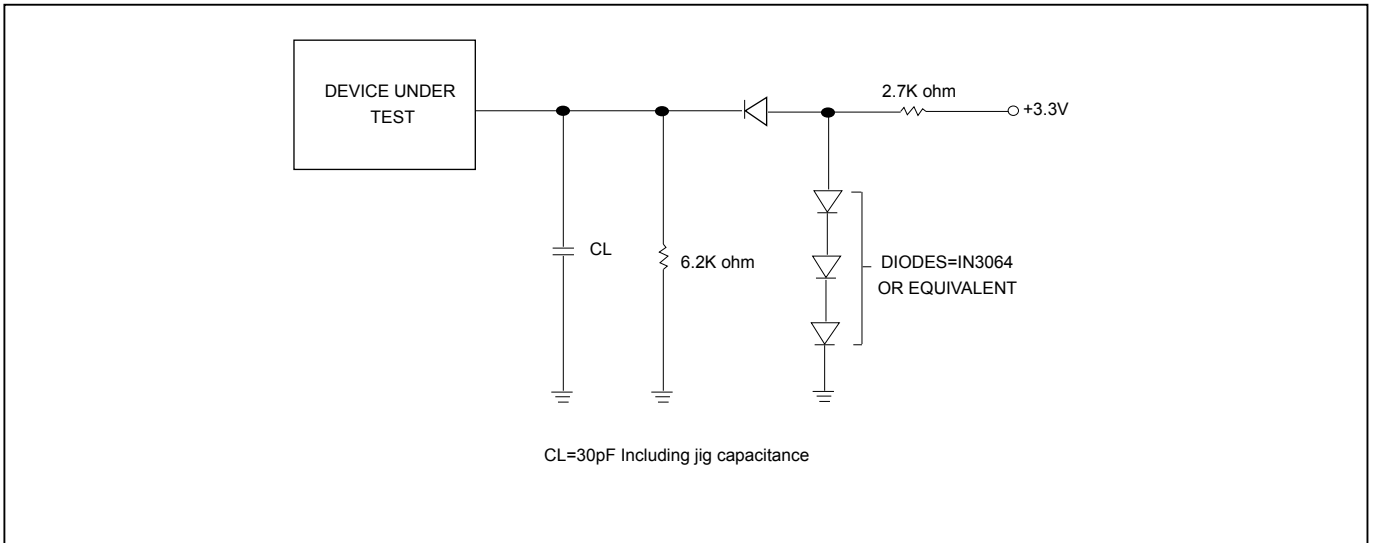 DEVICE UNDER
TEST
2.7K ohm
+3.3V
CL
6.2K ohm
DIODES=IN3064
OR EQUIVALENT
CL=30pF Including jig capacitance